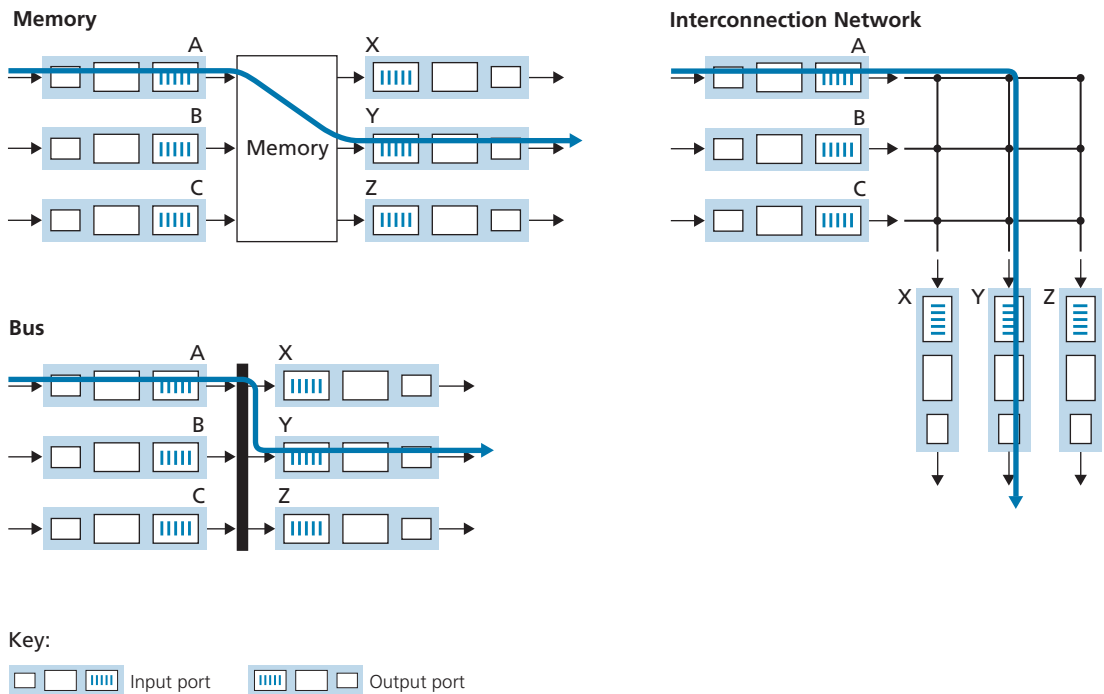 Memory
A
X
B
Y
Memory
C
Z
Bus
A
X
B
Y
C
Z
Interconnection Network
A
B
C
X
Y
Z
Key:
Input port
Output port